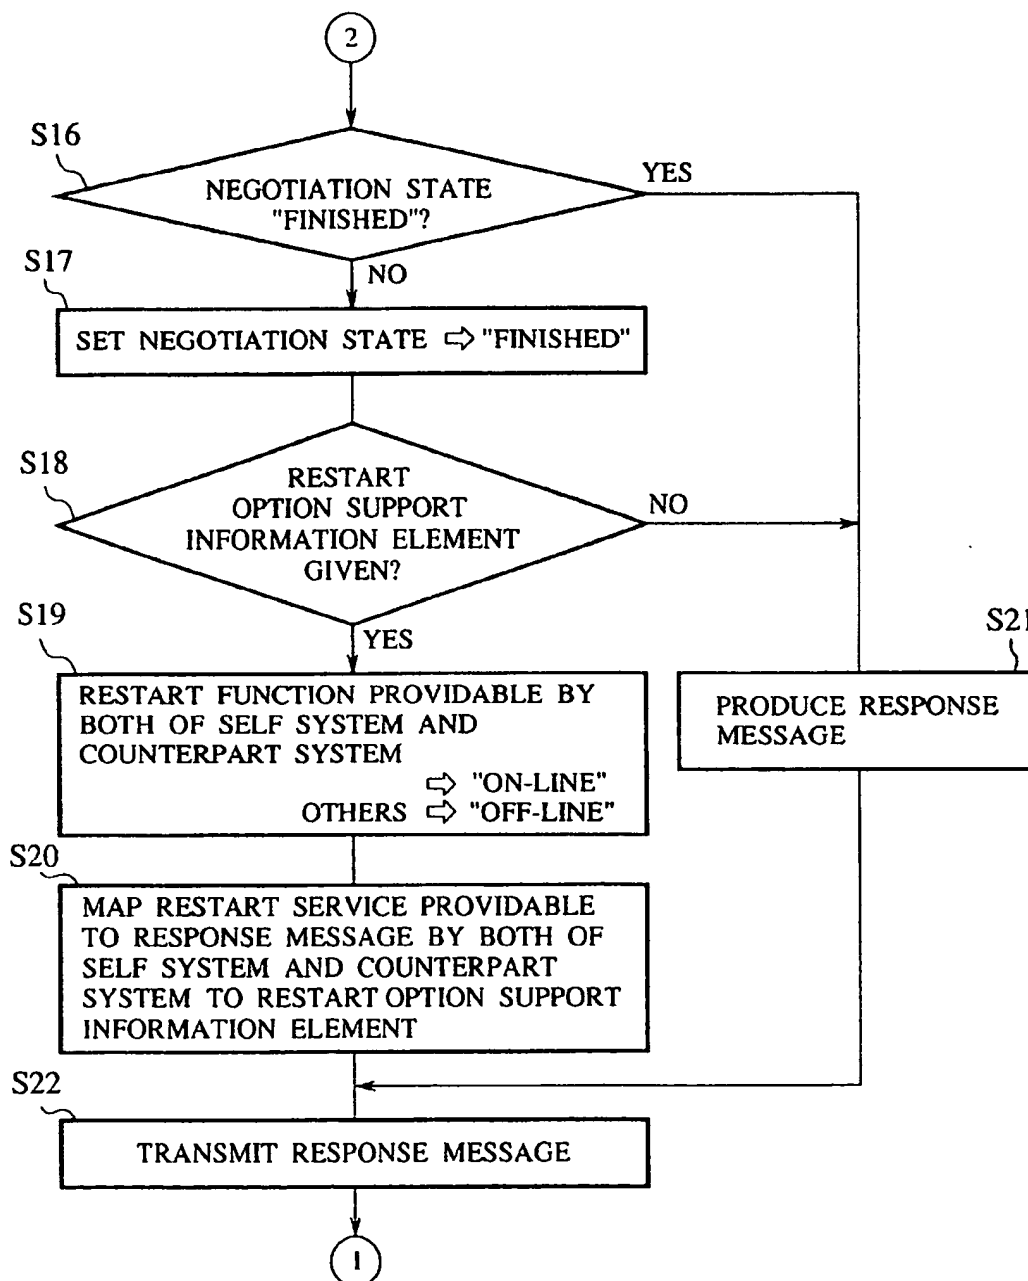 2
S16
NEGOTIATION STATE
"FINISHED"?
YES
NO
S17
SET NEGOTIATION STATE ⇨ "FINISHED"
S18
RESTART
OPTION SUPPORT
INFORMATION ELEMENT
GIVEN?
NO
YES
S19
RESTART FUNCTION PROVIDABLE BY
BOTH OF SELF SYSTEM AND
COUNTERPART SYSTEM
⇨ "ON-LINE"
OTHERS ⇨ "OFF-LINE"
S21
PRODUCE RESPONSE
MESSAGE
S20
MAP RESTART SERVICE PROVIDABLE
TO RESPONSE MESSAGE BY BOTH OF
SELF SYSTEM AND COUNTERPART
SYSTEM TO RESTART OPTION SUPPORT
INFORMATION ELEMENT
S22
TRANSMIT RESPONSE MESSAGE
1